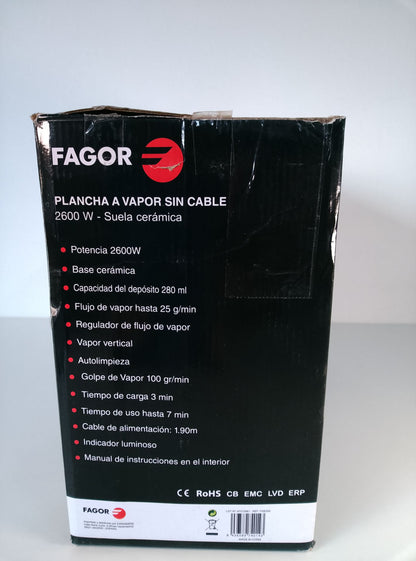 FAGOR
PLANCHA A VAPOR SIN CABLE
2600 W - Suela cerámica
Potencia 2600W
Base cerámica
Capacidad del depósito 280 ml
Flujo de vapor hasta 25 g/min
Regulador de flujo de vapor
Vapor vertical
Autolimpieza
Golpe de Vapor 100 gr/min
Tiempo de carga 3 min
Tiempo de uso hasta 7 min
Cable de alimentación: 1.90m
Indicador luminoso
Manual de instrucciones en el interior
CE RoHS CB EMC LVD ERP
FAGOR